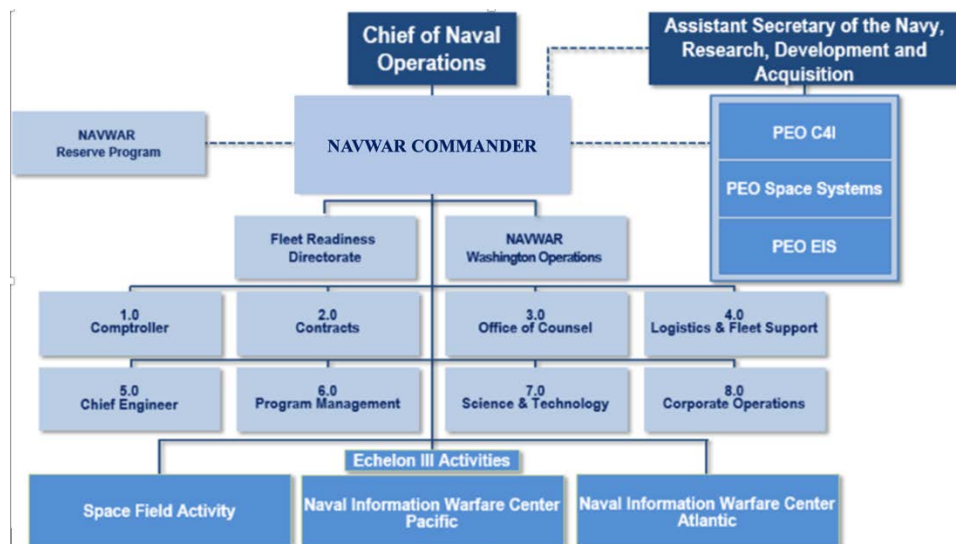 Chief of Naval
Operations
Assistant Secretary of the Navy,
Research, Development and
Acquisition
NAVWAR
Reserve Program
NAVWAR COMMANDER
PEO C4I
PEO Space Systems
PEO EIS
Fleet Readiness
Directorate
NAVWAR
Washington Operations
1.0
Comptroller
2.0
Contracts
3.0
Office of Counsel
4.0
Logistics & Fleet Support
5.0
Chief Engineer
6.0
Program Management
7.0
Science & Technology
8.0
Corporate Operations
Echelon III Activities
Space Field Activity
Naval Information Warfare Center
Pacific
Naval Information Warfare Center
Atlantic